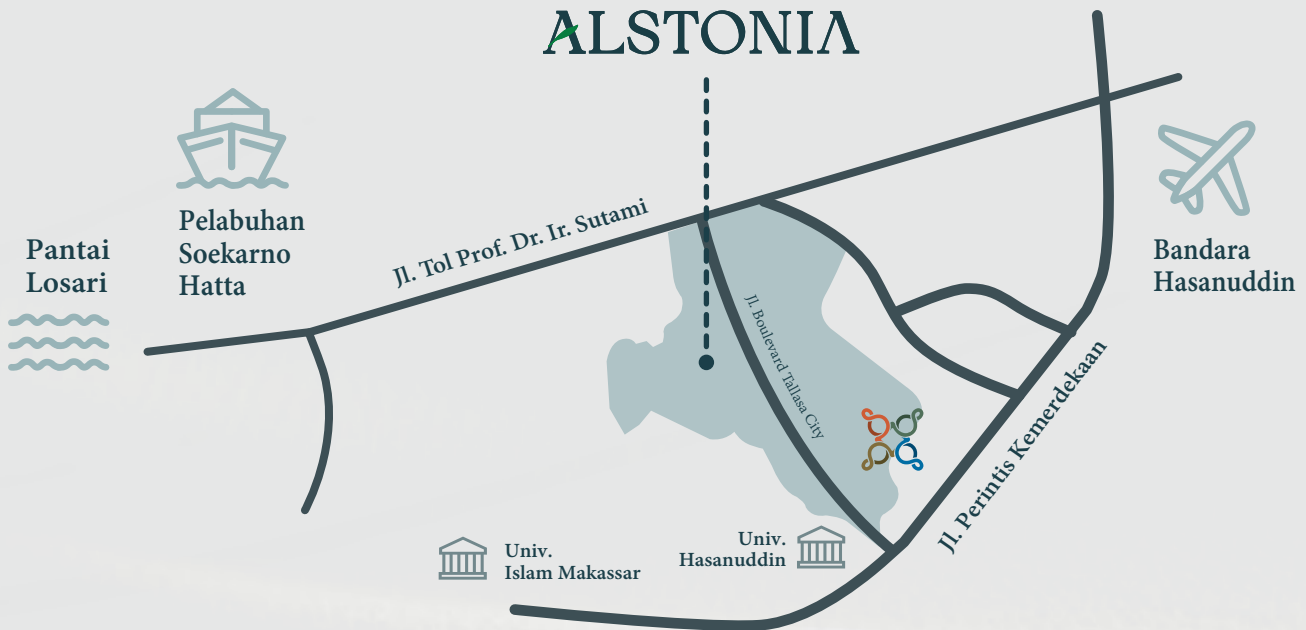 ALSTONIA
Pelabuhan
Soekarno
Hatta
Pantai
Losari
Jl. Tol Prof. Dr. Ir. Sutami
Bandara
Hasanuddin
Jl. Boulevard Tallasa City
Jl. Perintis Kemerdekaan
Univ.
Islam Makassar
Univ.
Hasanuddin